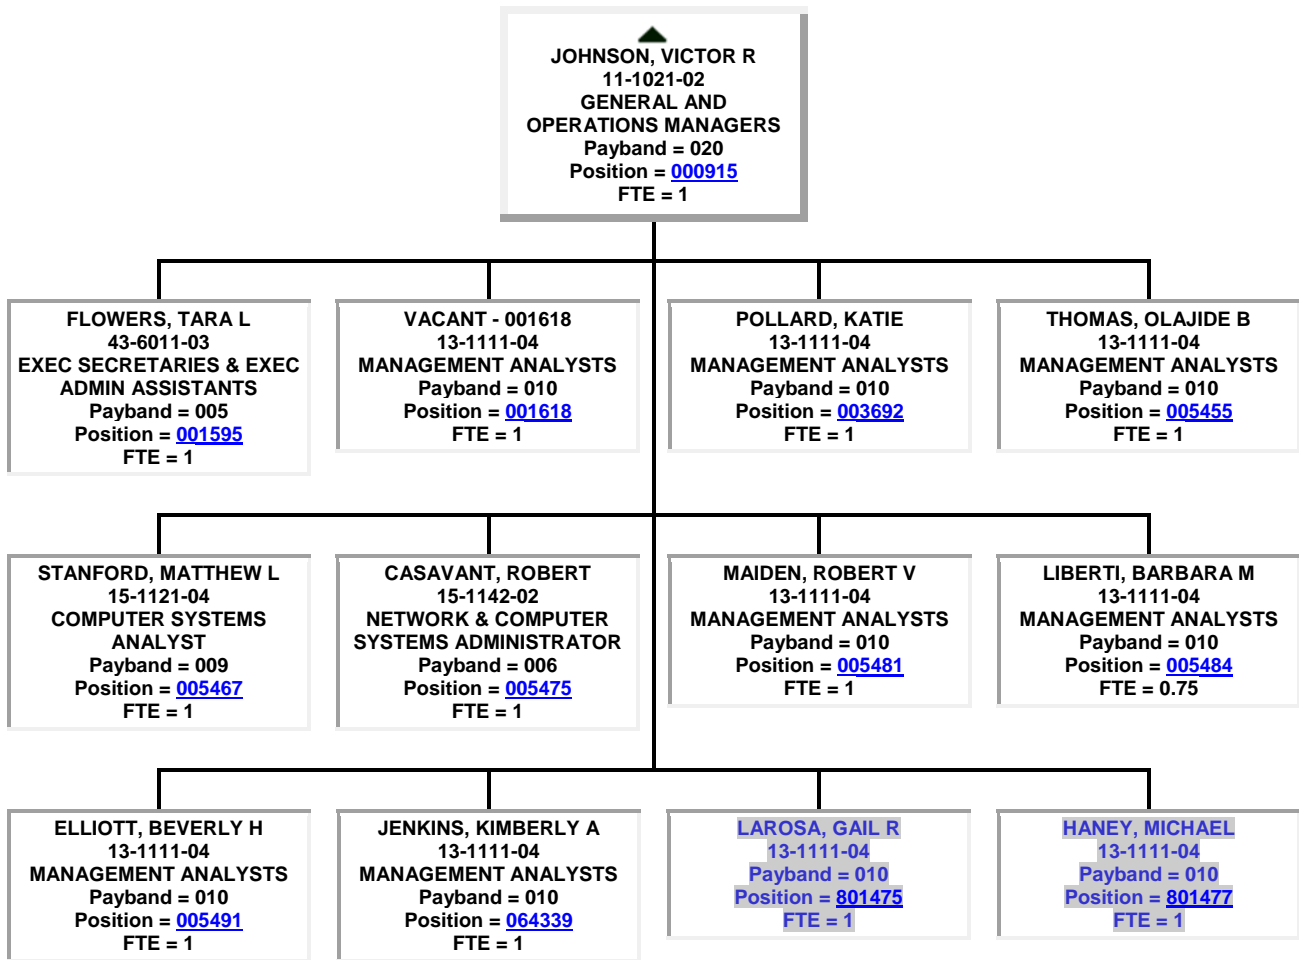 JOHNSON, VICTOR R
11-1021-02
GENERAL AND
OPERATIONS MANAGERS
Payband = 020
Position = 000915
FTE = 1
FLOWERS, TARA L
43-6011-03
EXEC SECRETARIES & EXEC
ADMIN ASSISTANTS
Payband = 005
Position = 001595
FTE = 1
VACANT - 001618
13-1111-04
MANAGEMENT ANALYSTS
Payband = 010
Position = 001618
FTE = 1
POLLARD, KATIE
13-1111-04
MANAGEMENT ANALYSTS
Payband = 010
Position = 003692
FTE = 1
THOMAS, OLAJIDE B
13-1111-04
MANAGEMENT ANALYSTS
Payband = 010
Position = 005455
FTE = 1
STANFORD, MATTHEW L
15-1121-04
COMPUTER SYSTEMS
ANALYST
Payband = 009
Position = 005467
FTE = 1
CASAVANT, ROBERT
15-1142-02
NETWORK & COMPUTER
SYSTEMS ADMINISTRATOR
Payband = 006
Position = 005475
FTE = 1
MAIDEN, ROBERT V
13-1111-04
MANAGEMENT ANALYSTS
Payband = 010
Position = 005481
FTE = 1
LIBERTI, BARBARA M
13-1111-04
MANAGEMENT ANALYSTS
Payband = 010
Position = 005484
FTE = 0.75
ELLIOTT, BEVERLY H
13-1111-04
MANAGEMENT ANALYSTS
Payband = 010
Position = 005491
FTE = 1
JENKINS, KIMBERLY A
13-1111-04
MANAGEMENT ANALYSTS
Payband = 010
Position = 064339
FTE = 1
LAROSA, GAIL R
13-1111-04
Payband = 010
Position = 801475
FTE = 1
HANEY, MICHAEL
13-1111-04
Payband = 010
Position = 801477
FTE = 1